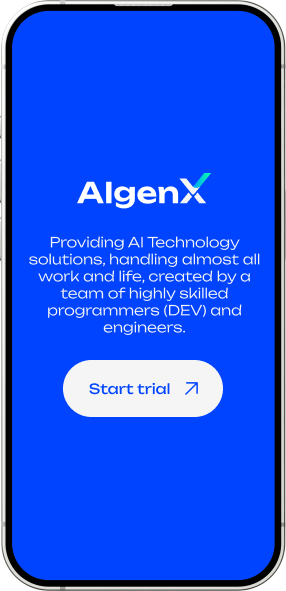 AIgenX
Providing AI Technology
solutions, handling almost all
work and life, created by a
team of highly skilled
programmers (DEV) and
engineers.
Start trial